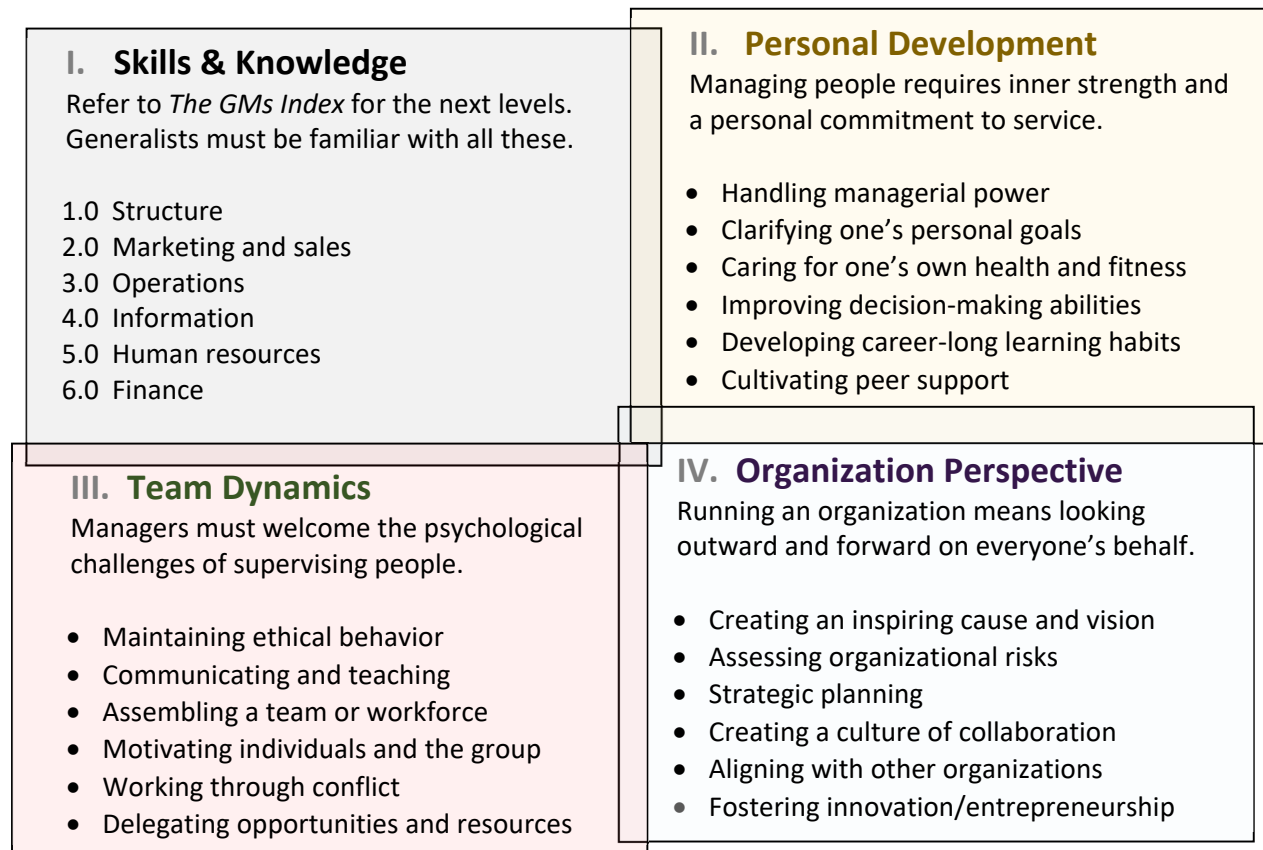 I. Skills & Knowledge
Refer to The GMs Index for the next levels.
Generalists must be familiar with all these.
1.0 Structure
2.0 Marketing and sales
3.0 Operations
4.0 Information
5.0 Human resources
6.0 Finance
II. Personal Development
Managing people requires inner strength and
a personal commitment to service.
• Handling managerial power
• Clarifying one’s personal goals
• Caring for one’s own health and fitness
• Improving decision-making abilities
• Developing career-long learning habits
• Cultivating peer support
III. Team Dynamics
Managers must welcome the psychological
challenges of supervising people.
• Maintaining ethical behavior
• Communicating and teaching
• Assembling a team or workforce
• Motivating individuals and the group
• Working through conflict
• Delegating opportunities and resources
IV. Organization Perspective
Running an organization means looking
outward and forward on everyone’s behalf.
• Creating an inspiring cause and vision
• Assessing organizational risks
• Strategic planning
• Creating a culture of collaboration
• Aligning with other organizations
• Fostering innovation/entrepreneurship